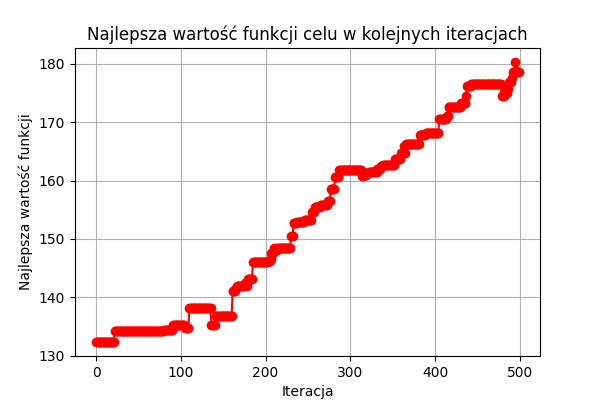 Najlepsza wartość funkcji celu w kolejnych iteracjach
Najlepsza wartość funkcji
180
170
160
150
140
130
0 100 200 300 400 500
Iteracja